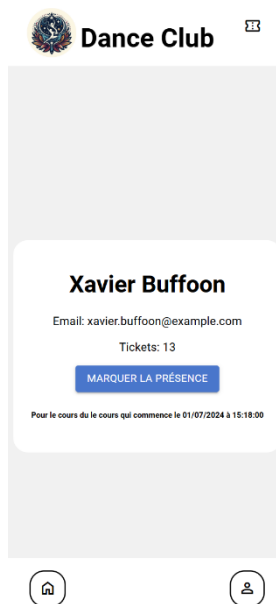 Dance Club
Xavier Buffoon
Email: xavier.buffoon@example.com
Tickets: 13
MARQUER LA PRÉSENCE
Pour le cours du le cours qui commence le 01/07/2024 à 15:18:00